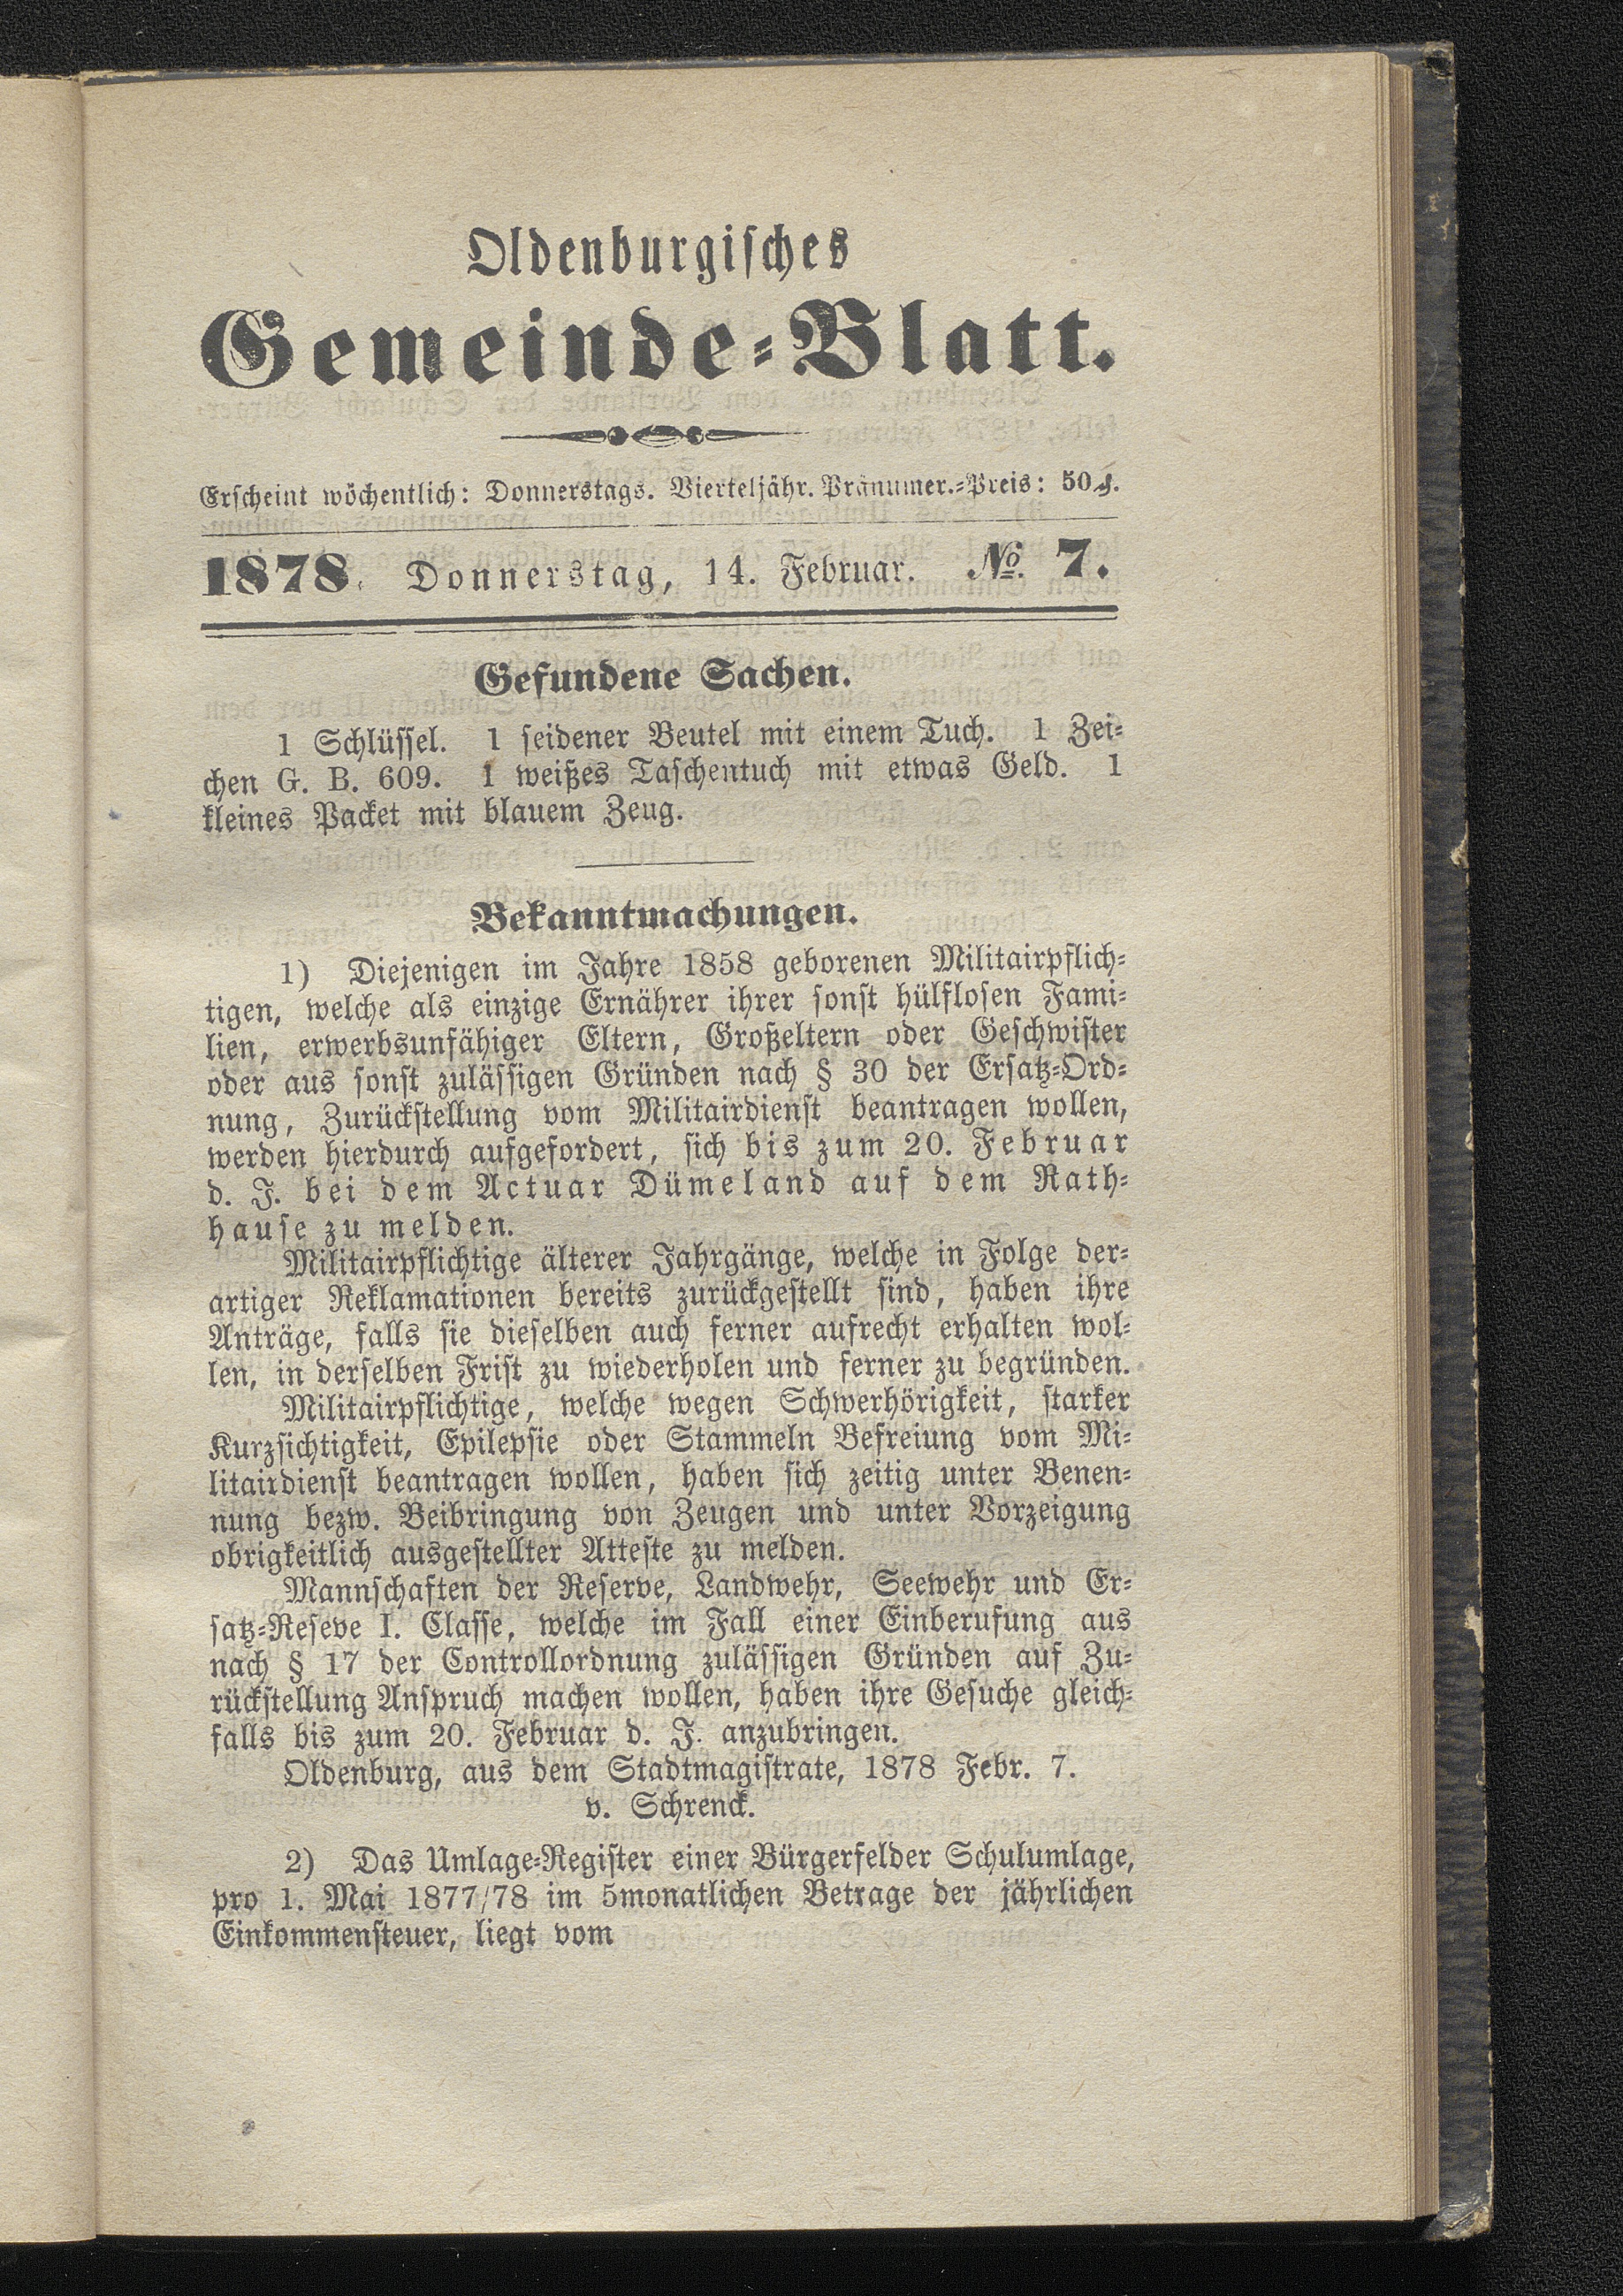 Oldenburgisches
Gemeinde-Blatt.
Erscheint wöchentlich: Donnerstags. Vierteljähr. Pränumer.-Preis: 50 ₰.
1878. Donnerstag, 14. Februar. № 7.
Gefundene Sachen.
1 Schlüssel. 1 seidener Beutel mit einem Tuch. 1 Zei-
chen G. B. 609. 1 weißes Taschentuch mit etwas Geld. 1
kleines Packet mit blauem Zeug.
Bekanntmachungen.
1) Diejenigen im Jahre 1858 geborenen Militairpflich-
tigen, welche als einzige Ernährer ihrer sonst hülflosen Fami-
lien, erwerbsunfähiger Eltern, Großeltern oder Geschwister
oder aus sonst zulässigen Gründen nach § 30 der Ersatz-Ord-
nung, Zurückstellung vom Militairdienst beantragen wollen,
werden hierdurch aufgefordert, sich bis zum 20. Februar
d. J. bei dem Actuar Dümeland auf dem Rath-
hause zu melden.
Militairpflichtige älterer Jahrgänge, welche in Folge der-
artiger Reklamationen bereits zurückgestellt sind, haben ihre
Anträge, falls sie dieselben auch ferner aufrecht erhalten wol-
len, in derselben Frist zu wiederholen und ferner zu begründen.
Militairpflichtige, welche wegen Schwerhörigkeit, starker
Kurzsichtigkeit, Epilepsie oder Stammeln Befreiung vom Mi-
litairdienst beantragen wollen, haben sich zeitig unter Benen-
nung bezw. Beibringung von Zeugen und unter Vorzeigung
obrigkeitlich ausgestellter Atteste zu melden.
Mannschaften der Reserve, Landwehr, Seewehr und Er-
satz-Reseve I. Classe, welche im Fall einer Einberufung aus
nach § 17 der Controllordnung zulässigen Gründen auf Zu-
rückstellung Anspruch machen wollen, haben ihre Gesuche gleich-
falls bis zum 20. Februar d. J. anzubringen.
Oldenburg, aus dem Stadtmagistrate, 1878 Febr. 7.
v. Schrenck.
2) Das Umlage-Register einer Bürgerfelder Schulumlage,
pro 1. Mai 1877/78 im 5monatlichen Betrage der jährlichen
Einkommensteuer, liegt vom